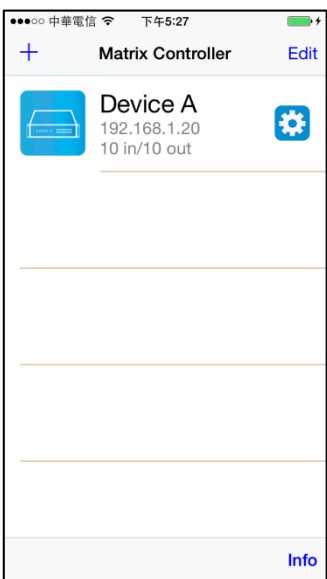 中華電信 下午5:27
+ Matrix Controller Edit
Device A
192.168.1.20
10 in/10 out
Info